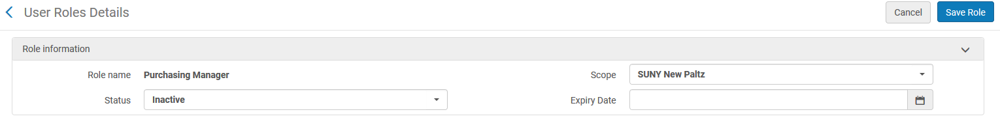 User Roles Details
Cancel
Save Role
Role information
Role name Purchasing Manager
Scope SUNY New Paltz
Status Inactive
Expiry Date